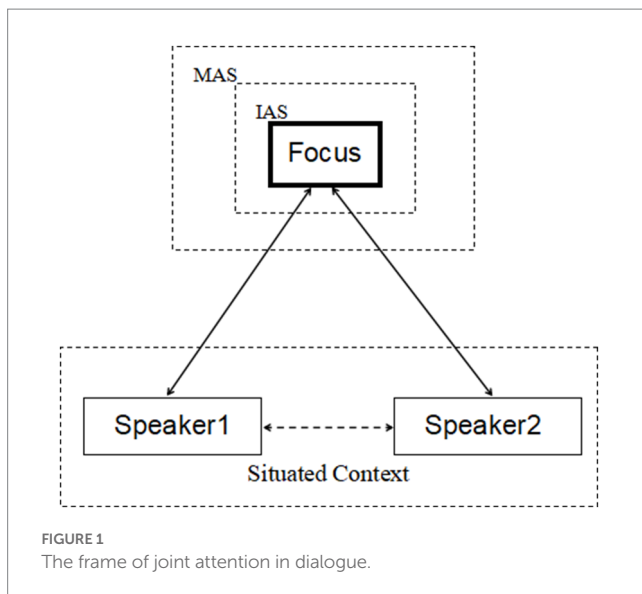 MAS
IAS
Focus
Speaker1
Speaker2
Situated Context
FIGURE 1
The frame of joint attention in dialogue.